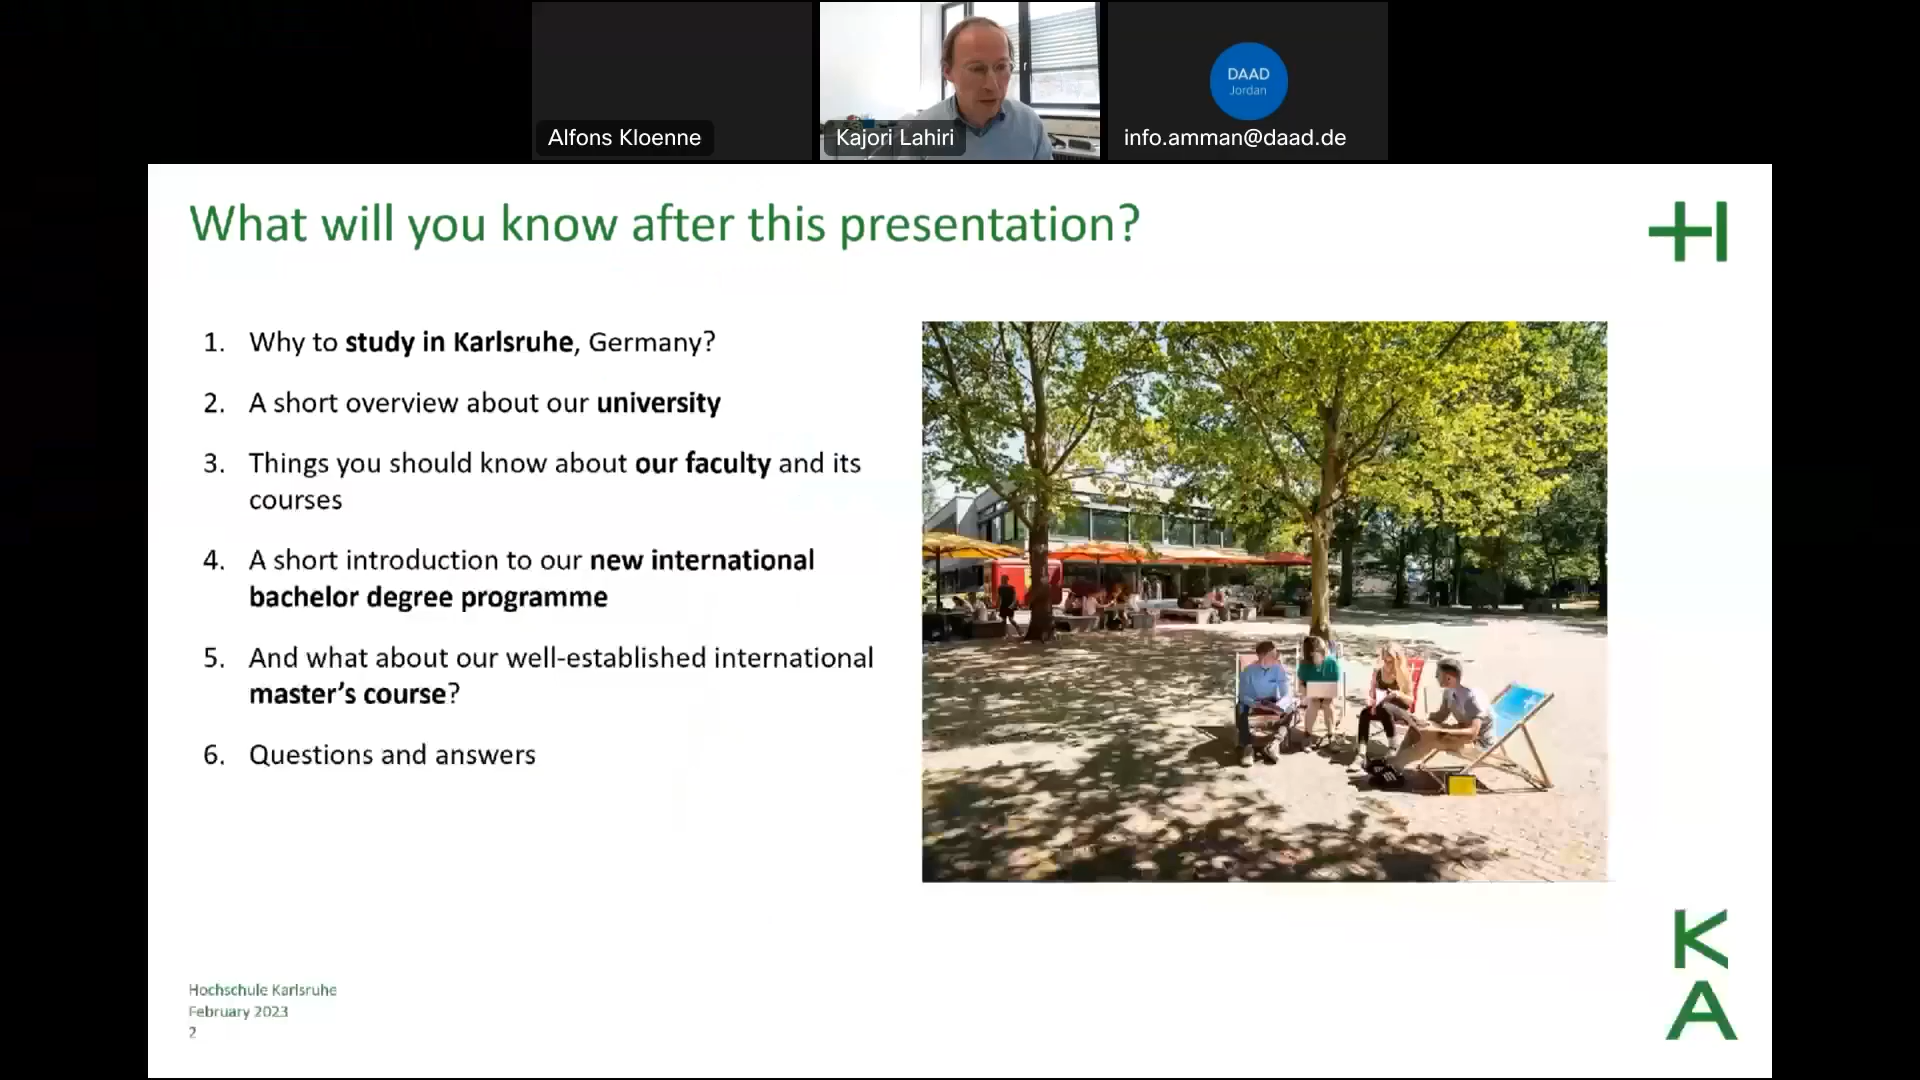 Alfons Kloenne
Kajori Lahiri
DAAD
Jordan
info.amman@daad.de
What will you know after this presentation?
H
1. Why to study in Karlsruhe, Germany?
2. A short overview about our university
3. Things you should know about our faculty and its
courses
4. A short introduction to our new international
bachelor degree programme
5. And what about our well-established international
master’s course?
6. Questions and answers
K
A
Hochschule Karlsruhe
February 2023
2